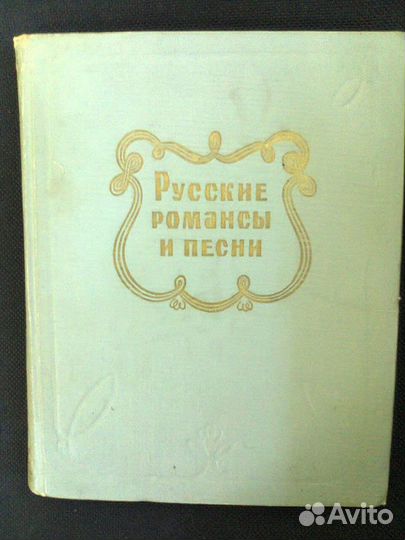 Русские
романсы
и песни
Avito